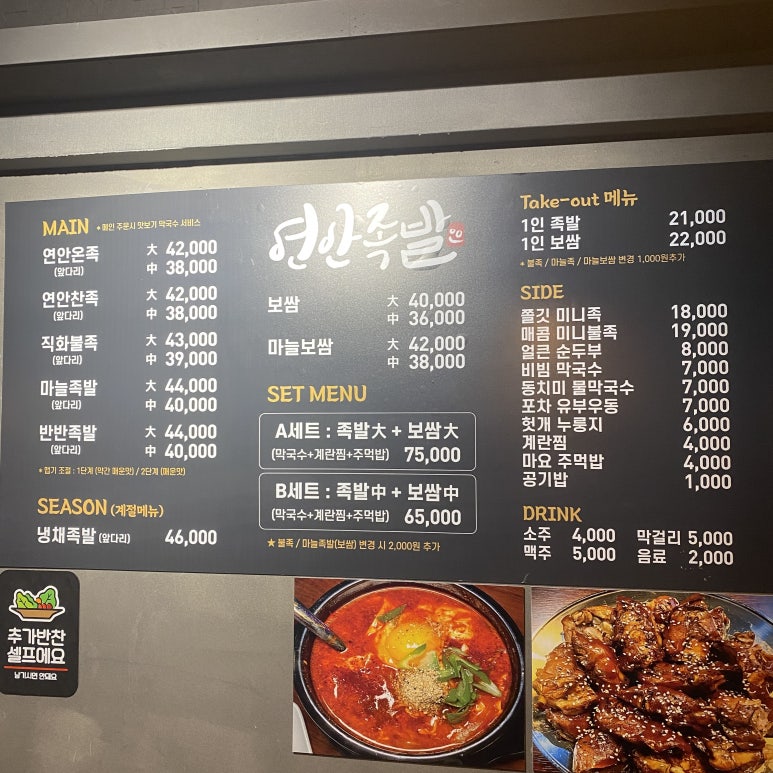 MAIN *메인 주문시 맛보기 막국수 서비스
연안온족 大 42,000
(앞다리) 中 38,000
연안찬족 大 42,000
(앞다리) 中 38,000
직화불족 大 43,000
(앞다리) 中 39,000
마늘족발 大 44,000
(앞다리) 中 40,000
반반족발 大 44,000
(앞다리) 中 40,000
*맵기 조절 : 1단계 (약간 매운맛) / 2단계 (매운맛)
SEASON (계절메뉴)
냉채족발 (앞다리) 46,000
연안족발
보쌈 大 40,000
中 36,000
마늘보쌈 大 42,000
中 38,000
SET MENU
A세트 : 족발大 + 보쌈大
(막국수+계란찜+주먹밥) 75,000
B세트 : 족발中 + 보쌈中
(막국수+계란찜+주먹밥) 65,000
★ 불족 / 마늘족발(보쌈) 변경 시 2,000원 추가
Take-out 메뉴
1인 족발 21,000
1인 보쌈 22,000
*불족 / 마늘족 / 마늘보쌈 변경 1,000원추가
SIDE
쫄깃 미니족 18,000
매콤 미니불족 19,000
얼큰 순두부 8,000
비빔 막국수 7,000
동치미 물막국수 7,000
포차 유부우동 7,000
헛개 누룽지 6,000
계란찜 4,000
마요 주먹밥 4,000
공기밥 1,000
DRINK
소주 4,000 막걸리 5,000
맥주 5,000 음료 2,000
추가반찬
셀프에요
남기시면 안돼요